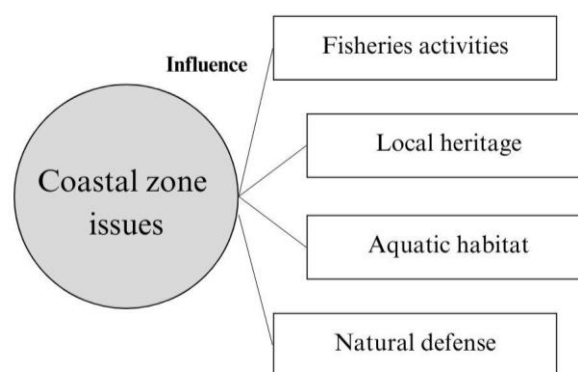 Fisheries activities
Influence
Local heritage
Coastal zone
issues
Aquatic habitat
Natural defense